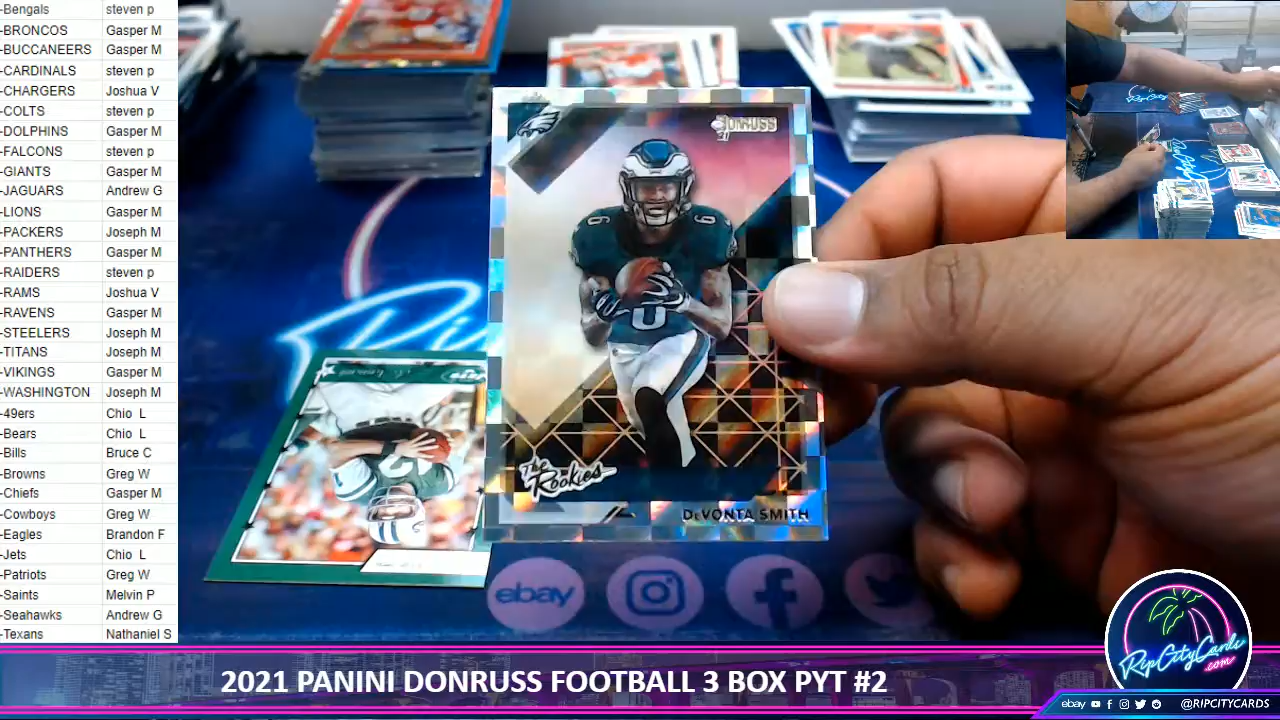 -Bengals steven p
-BRONCOS Gasper M
-BUCCANEERS Gasper M
-CARDINALS steven p
-CHARGERS Joshua V
-COLTS steven p
-DOLPHINS Gasper M
-FALCONS steven p
-GIANTS Gasper M
-JAGUARS Andrew G
-LIONS Gasper M
-PACKERS Joseph M
-PANTHERS Gasper M
-RAIDERS steven p
-RAMS Joshua V
-RAVENS Gasper M
-STEELERS Joseph M
-TITANS Joseph M
-VIKINGS Gasper M
-WASHINGTON Joseph M
-49ers Chio L
-Bears Chio L
-Bills Bruce C
-Browns Greg W
-Chiefs Gasper M
-Cowboys Greg W
-Eagles Brandon F
-Jets Chio L
-Patriots Greg W
-Saints Melvin P
-Seahawks Andrew G
-Texans Nathaniel S
DONRUSS
21
6 6
6
The Rookies
DeVONTA SMITH
ebay
2021 PANINI DONRUSS FOOTBALL 3 BOX PYT #2
RipCityCards
.com
ebay @RIPCITYCARDS